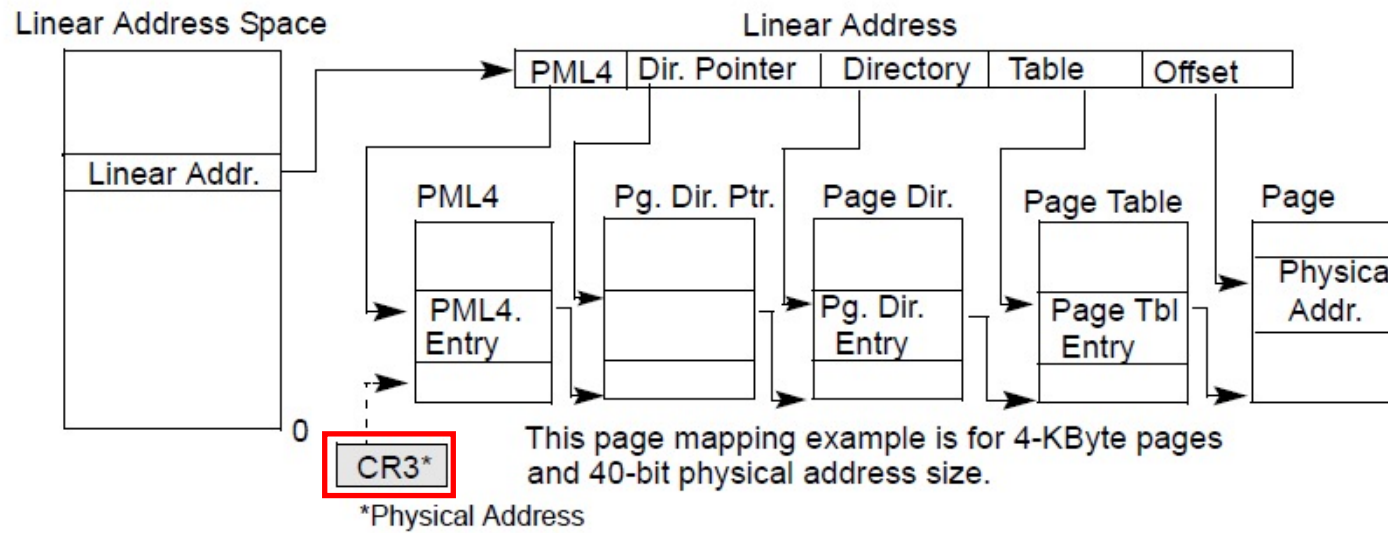 Linear Address Space
Linear Address
PML4 Dir. Pointer Directory Table Offset
Linear Addr.
PML4 Pg. Dir. Ptr. Page Dir. Page Table Page
PML4. Entry
Pg. Dir. Entry
Page Tbl Entry
Physica
Addr.
0
CR3*
This page mapping example is for 4-KByte pages
and 40-bit physical address size.
*Physical Address